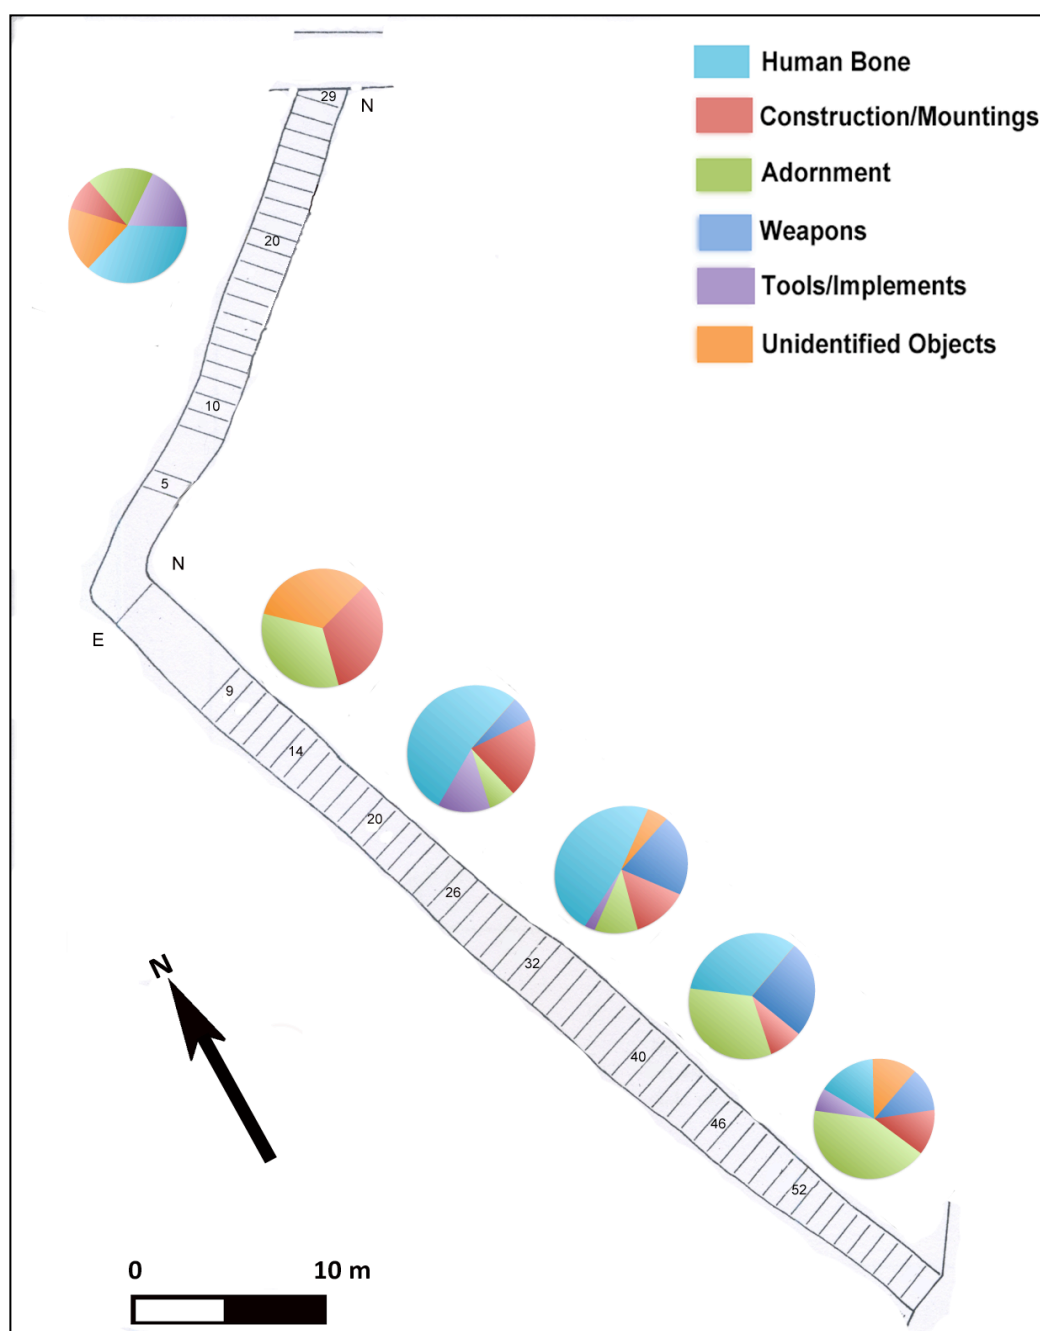 Human Bone
Construction/Mountings
Adornment
Weapons
Tools/Implements
Unidentified Objects
29
N
20
10
5
N
E
9
14
20
26
32
40
46
52
N
0 10 m